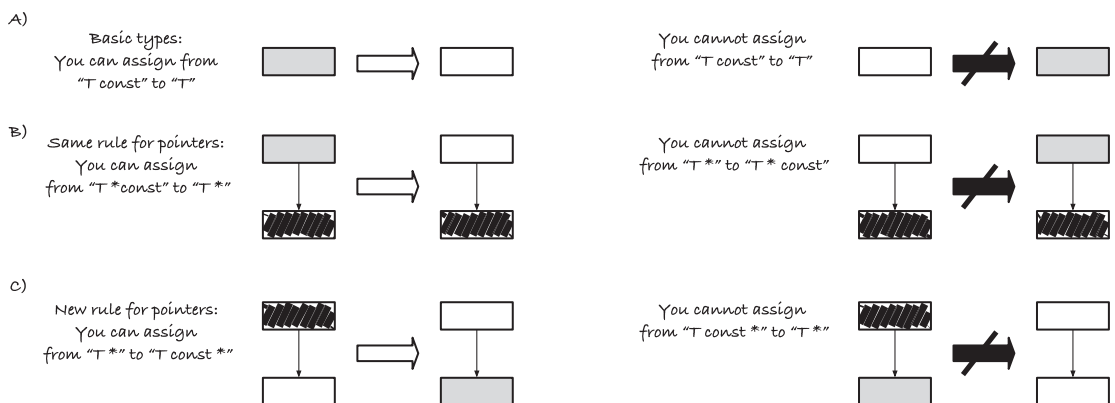 A)
Basic types:
You can assign from
"T const" to "T"
You cannot assign
from "T const" to "T"
B)
Same rule for pointers:
You can assign
from "T *const" to "T *"
You cannot assign
from "T *" to "T * const"
C)
New rule for pointers:
You can assign
from "T *" to "T const *"
You cannot assign
from "T const *" to "T *"